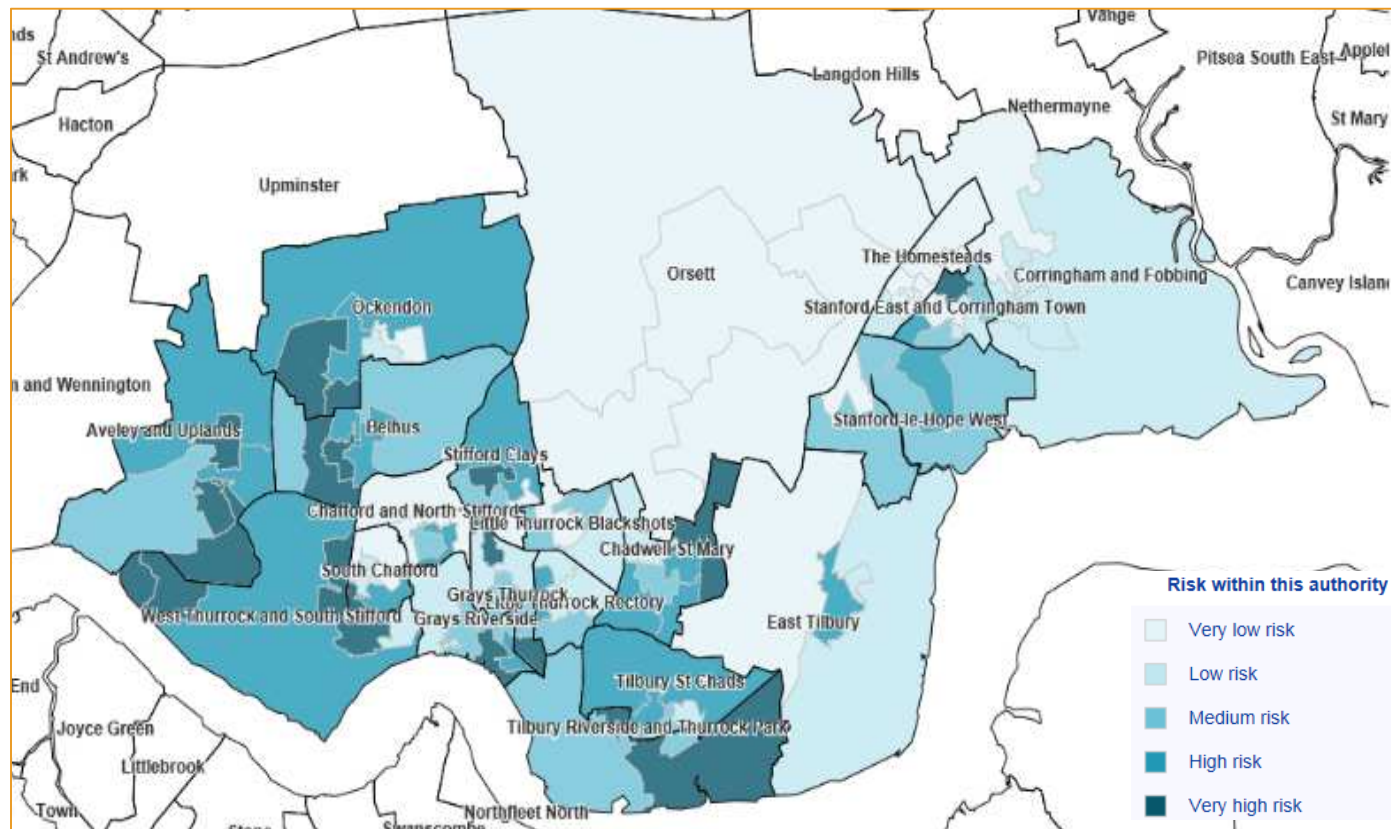 Vange
nds
St Andrew's
Pitsea South East
Applet
Langdon Hills
Nethermayne
Hacton
St Mary
rk
Upminster
Orsett
The Homesteads
Corringham and Fobbing
Canvey Island
Ockendon
Stanford East and Corringham Town
n and Wennington
Aveley and Uplands
Belhus
Stanford-le-Hope West
Stifford Clays
Chafford and North Stifford
Little Thurrock Blackshots
Chadwell St Mary
South Chafford
Risk within this authority
Grays Thurrock
Thurrock Rectory
West Thurrock and South Stifford
Grays Riverside
East Tilbury
Very low risk
Low risk
End
Tilbury St Chads
Medium risk
Joyce Green
Tilbury Riverside and Thurrock Park
High risk
Littlebrook
Town
Northfleet North
Very high risk
Stone
Swanscombe